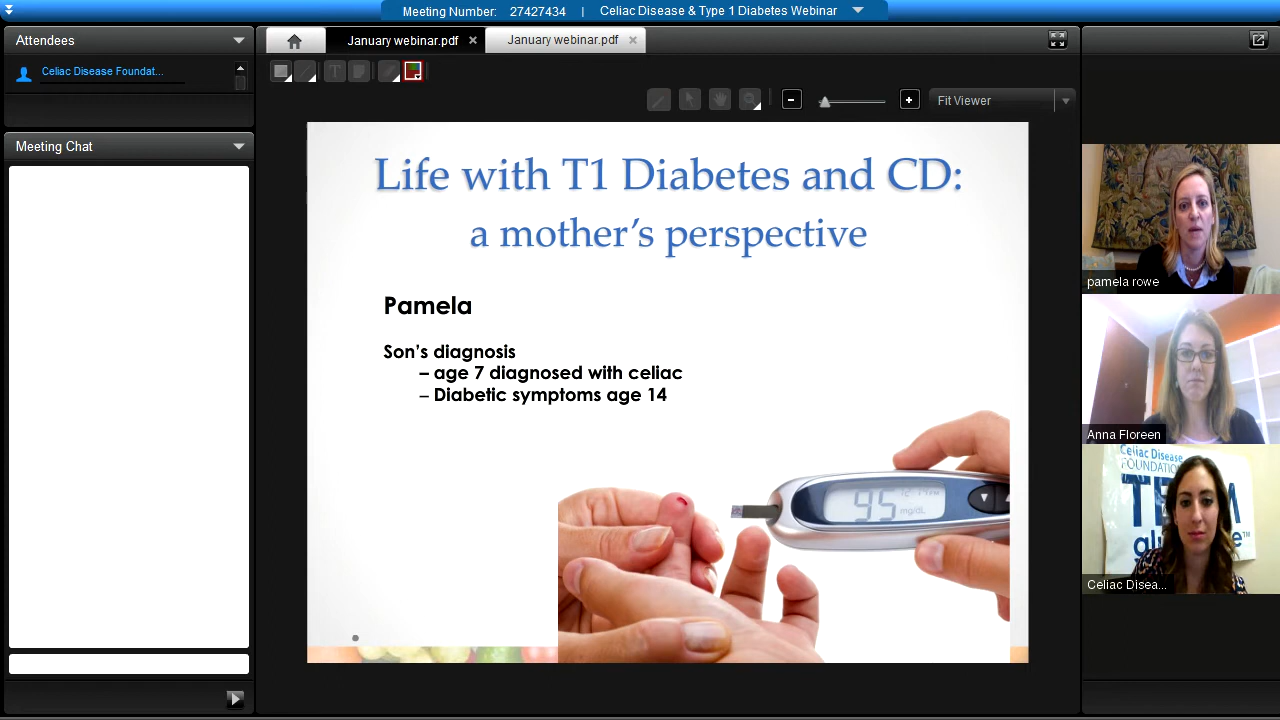 Meeting Number: 27427434 | Celiac Disease & Type 1 Diabetes Webinar
Attendees
Celiac Disease Foundat...
Meeting Chat
January webinar.pdf
January webinar.pdf
Fit Viewer
Life with T1 Diabetes and CD:
a mother's perspective
Pamela
Son's diagnosis
– age 7 diagnosed with celiac
– Diabetic symptoms age 14
95
mg/dL
pamela rowe
Anna Floreen
Celiac Disease
FOUNDATION
Celiac Disea...